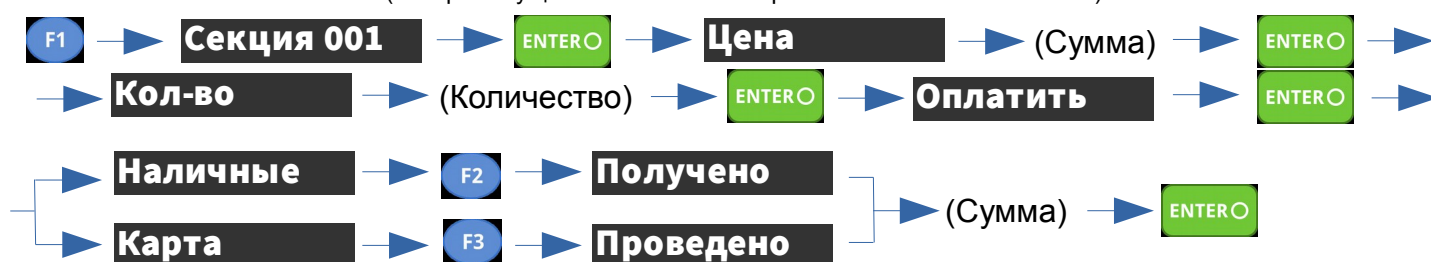 F1 Секция 001 ENTER Цена (Сумма) ENTER
Кол-во (Количество) ENTER Оплатить ENTER
Наличные F2 Получено
(Сумма) ENTER
Карта F3 Проведено